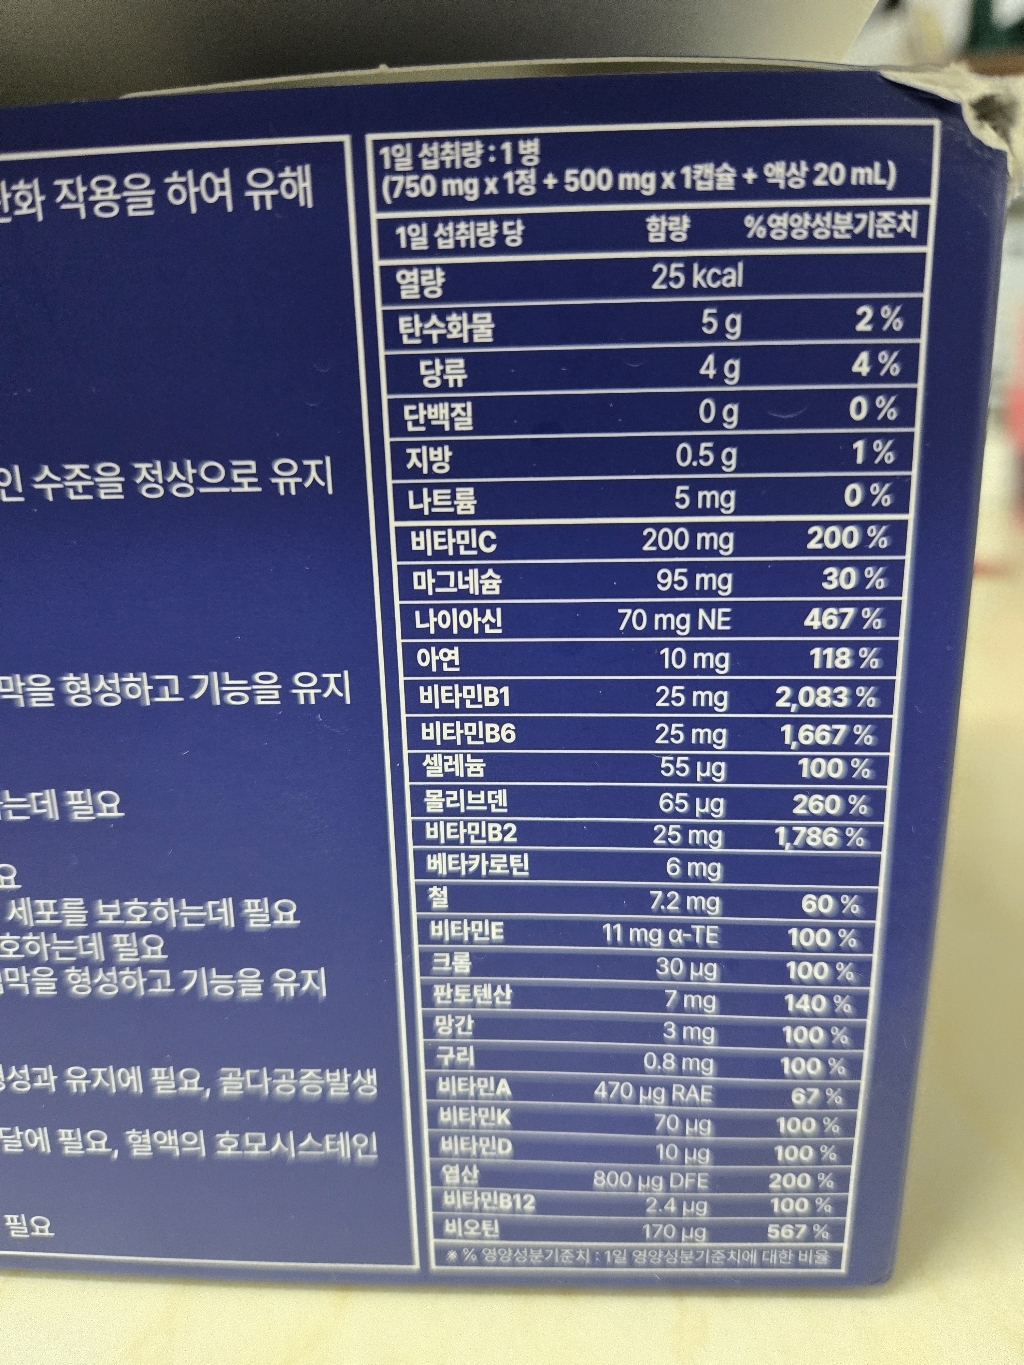 작용을 하여 유해
인 수준을 정상으로 유지
막을 형성하고 기능을 유지
는데 필요
요
세포를 보호하는데 필요
호하는데 필요
막을 형성하고 기능을 유지
성과 유지에 필요, 골다공증발생
달에 필요, 혈액의 호모시스테인
필요
1일 섭취량 : 1 병
(750 mg x 1정 + 500 mg x 1캡슐 + 액상 20 mL)
1일 섭취량 당 함량 %영양성분기준치
열량 25 kcal
탄수화물 5 g 2 %
당류 4 g 4 %
단백질 0 g 0 %
지방 0.5 g 1 %
나트륨 5 mg 0 %
비타민C 200 mg 200 %
마그네슘 95 mg 30 %
나이아신 70 mg NE 467 %
아연 10 mg 118 %
비타민B1 25 mg 2,083 %
비타민B6 25 mg 1,667 %
셀레늄 55 μg 100 %
몰리브덴 65 μg 260 %
비타민B2 25 mg 1,786 %
베타카로틴 6 mg
철 7.2 mg 60 %
비타민E 11 mg α-TE 100 %
크롬 30 μg 100 %
판토텐산 7 mg 140 %
망간 3 mg 100 %
구리 0.8 mg 100 %
비타민A 470 μg RAE 67 %
비타민K 70 μg 100 %
비타민D 10 μg 100 %
엽산 800 μg DFE 200 %
비타민B12 2.4 μg 100 %
비오틴 170 μg 567 %
※ % 영양성분기준치 : 1일 영양성분기준치에 대한 비율